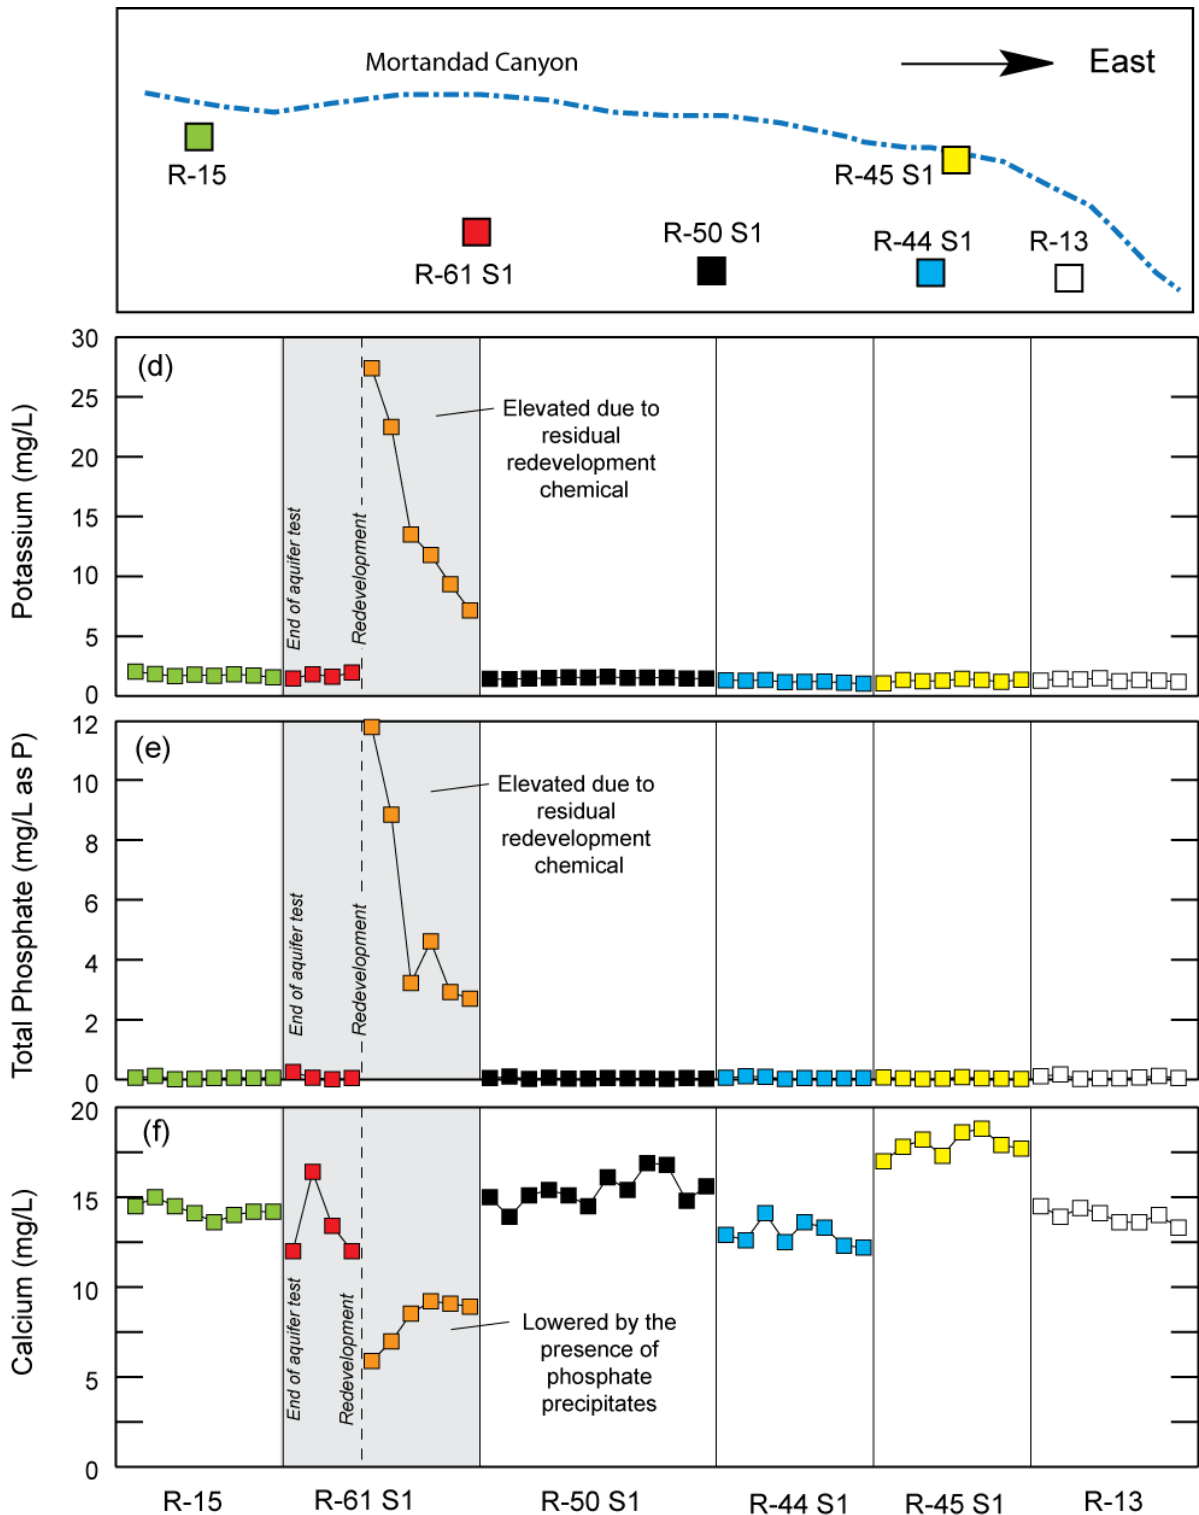 Mortandad Canyon
East
R-15
R-45 S1
R-61 S1
R-50 S1
R-44 S1
R-13
(d)
Potassium (mg/L)
30
25
20
15
10
5
0
End of aquifer test
Redevelopment
Elevated due to
residual
redevelopment
chemical
(e)
Total Phosphate (mg/L as P)
12
10
8
6
4
2
0
End of aquifer test
Redevelopment
Elevated due to
residual
redevelopment
chemical
(f)
Calcium (mg/L)
20
15
10
5
0
End of aquifer test
Redevelopment
Lowered by the
presence of
phosphate
precipitates
R-15
R-61 S1
R-50 S1
R-44 S1
R-45 S1
R-13